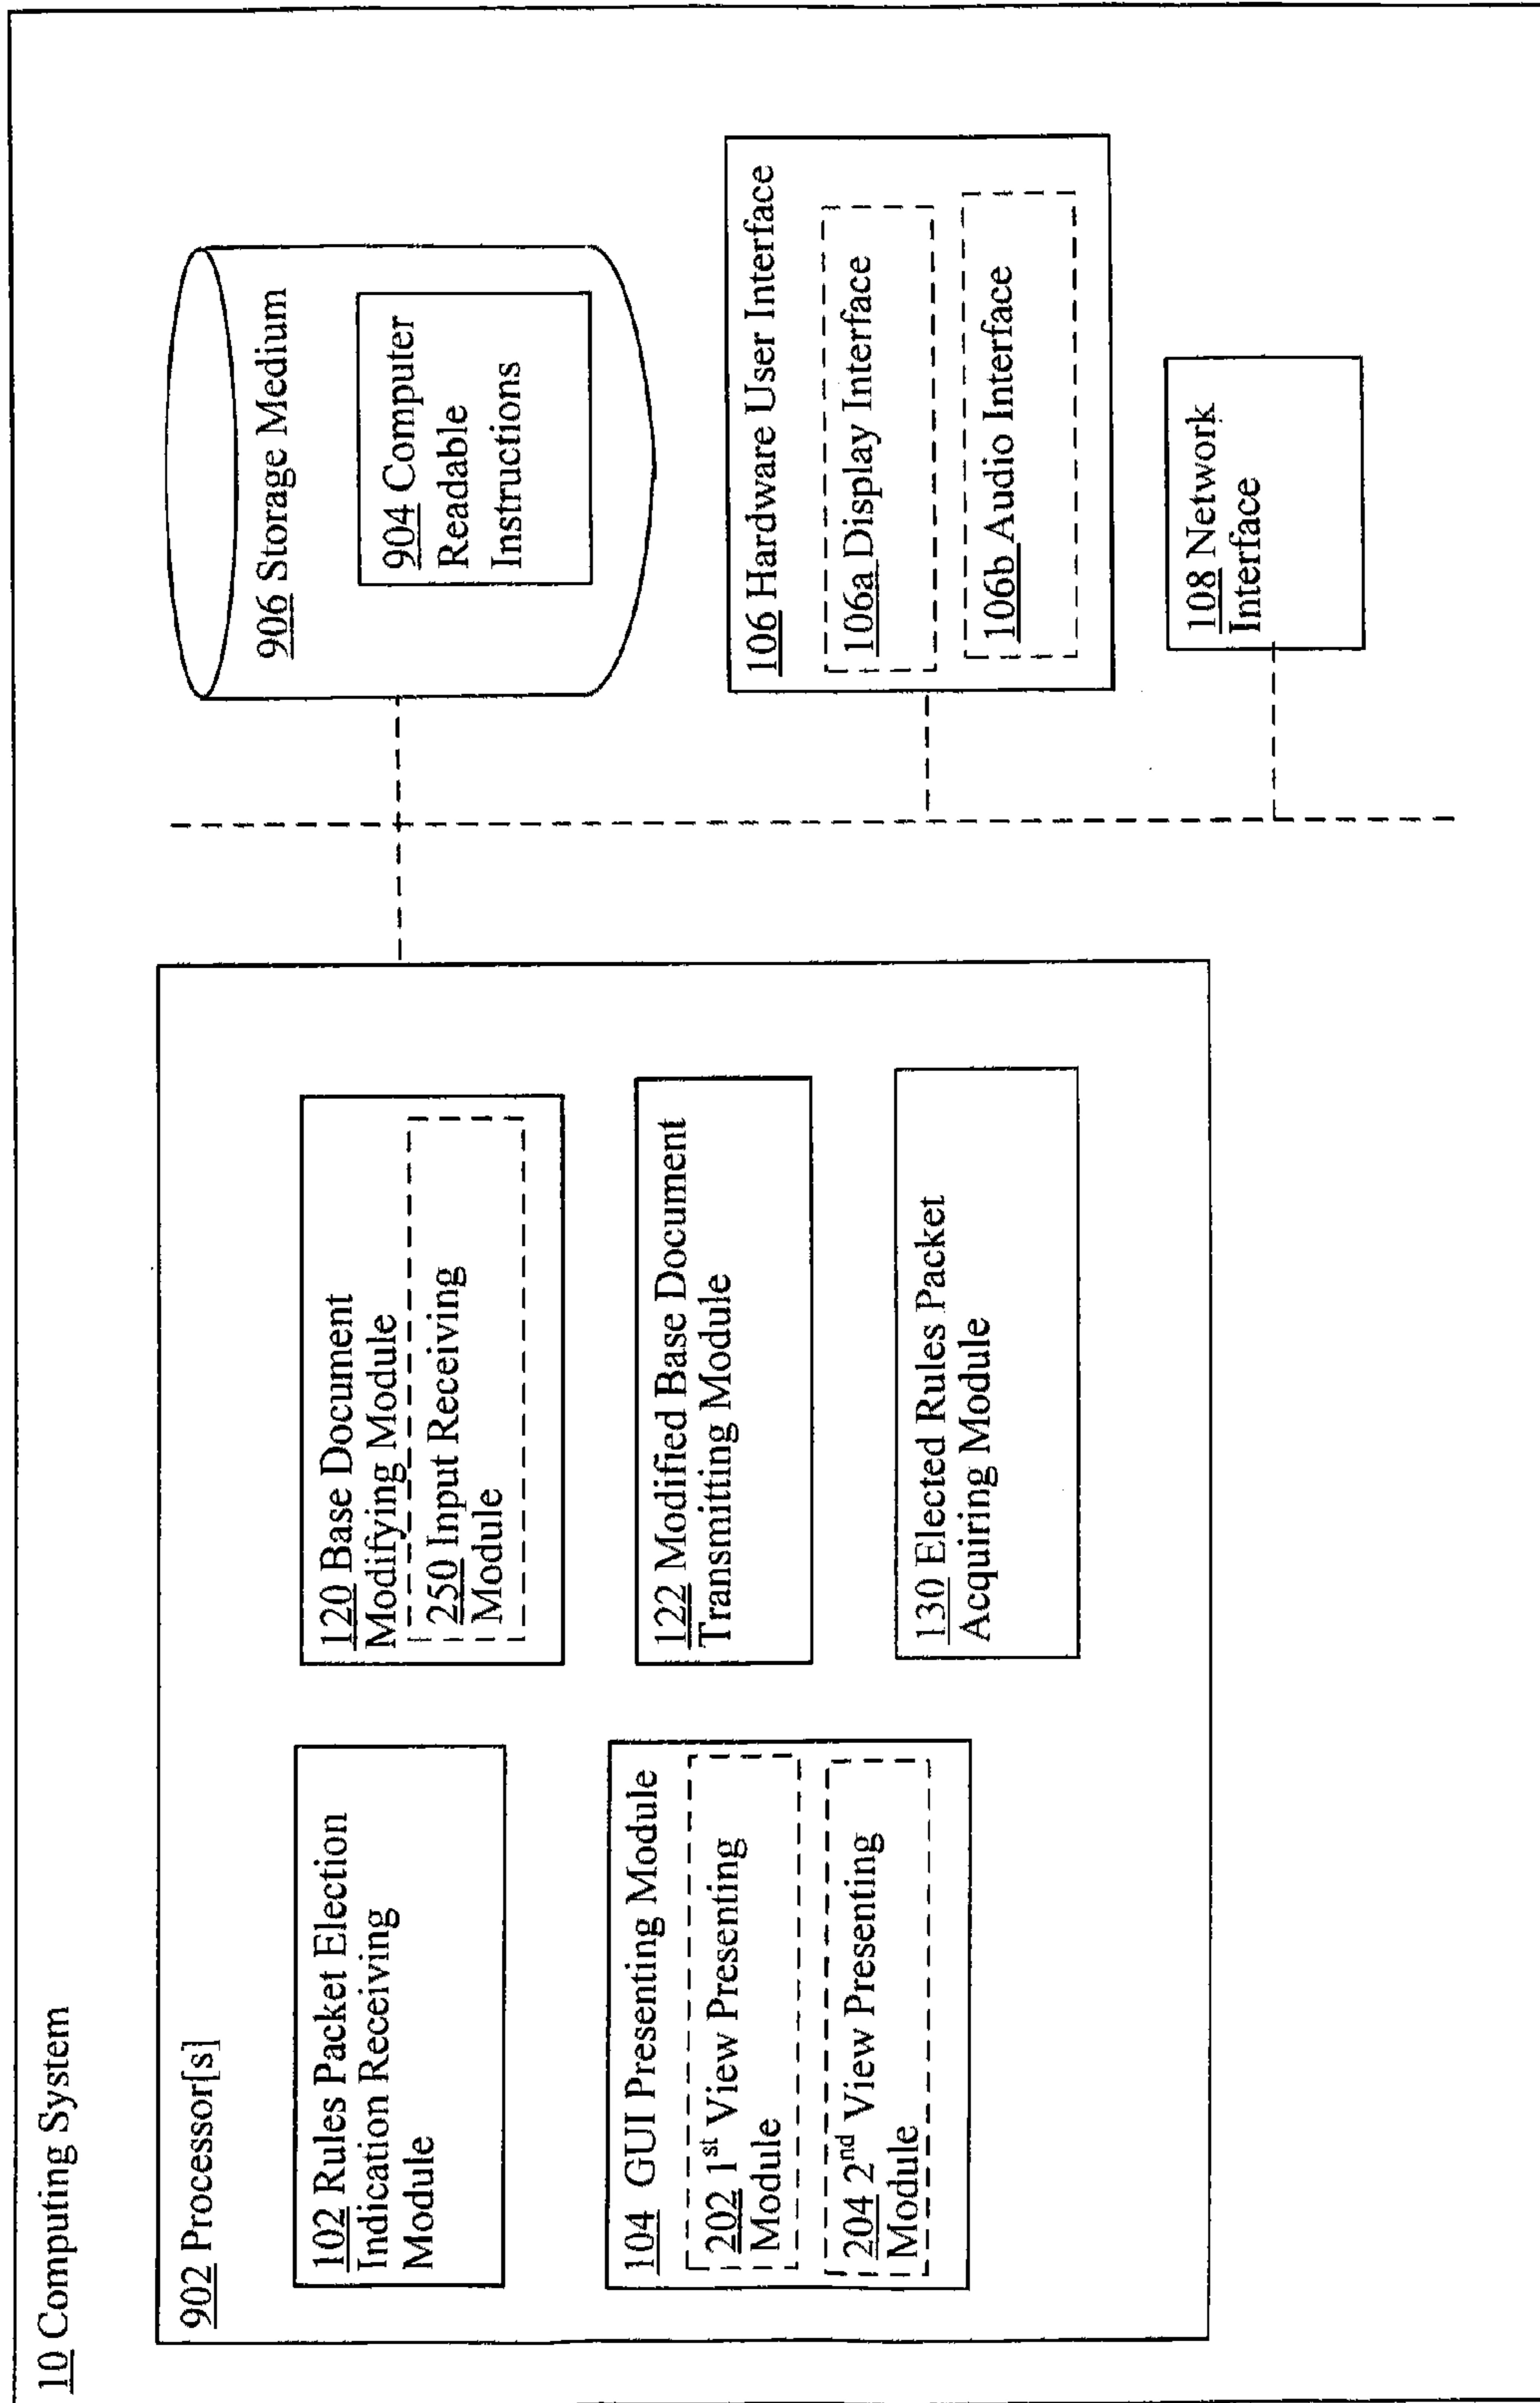 10 Computing System
902 Processor[s]
102 Rules Packet Election
Indication Receiving
Module
104 GUI Presenting Module
202 1st View Presenting
Module
204 2nd View Presenting
Module
120 Base Document
Modifying Module
250 Input Receiving
Module
122 Modified Base Document
Transmitting Module
130 Elected Rules Packet
Acquiring Module
906 Storage Medium
904 Computer
Readable
Instructions
106 Hardware User Interface
106a Display Interface
106b Audio Interface
108 Network
Interface